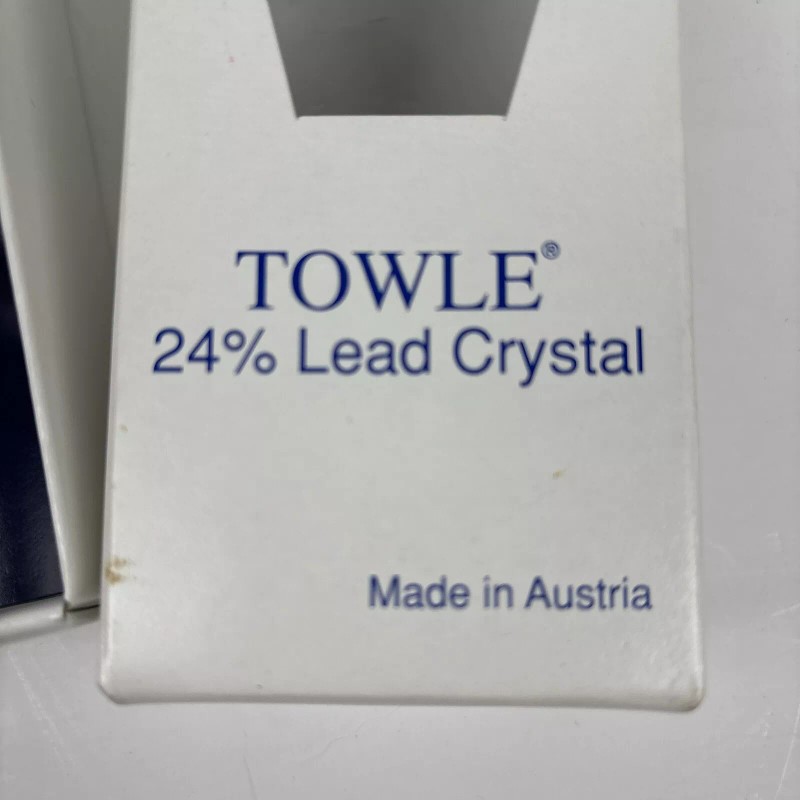 TOWLE®
24% Lead Crystal
Made in Austria